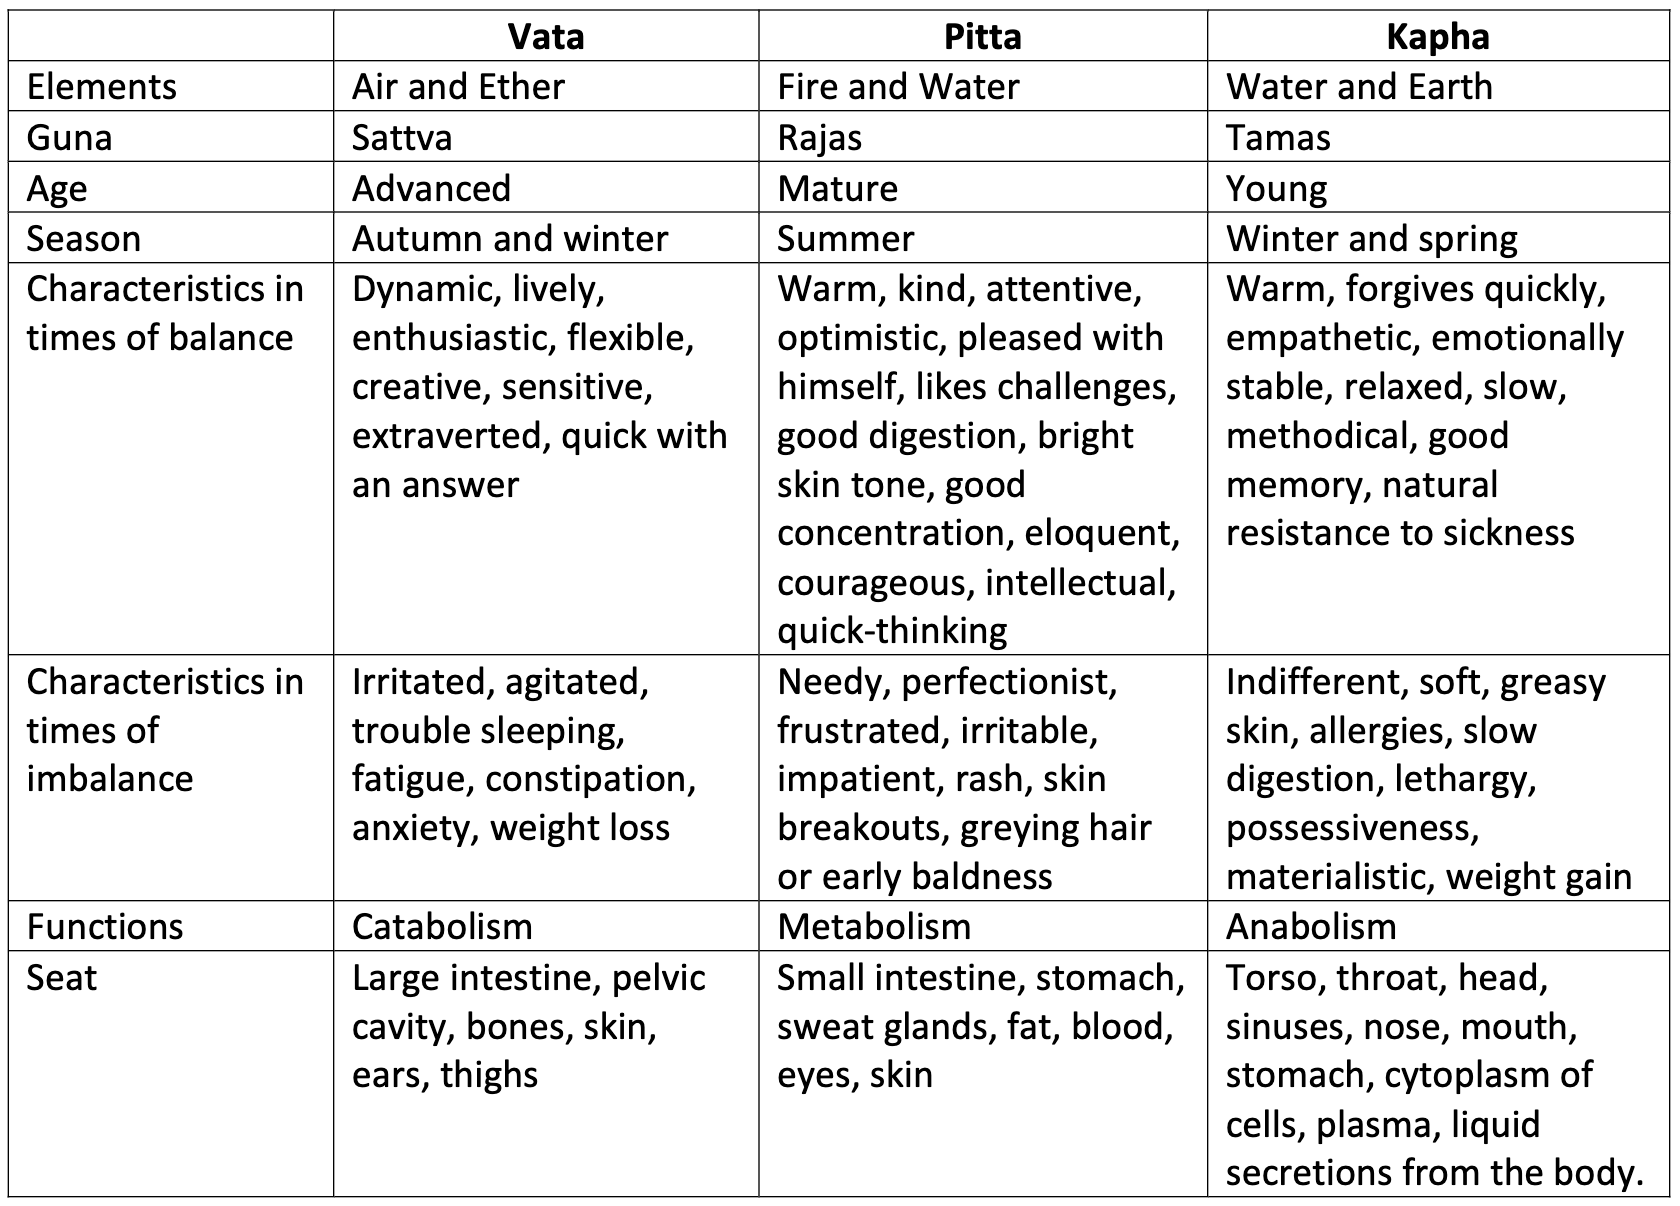 Vata Pitta Kapha
Elements Air and Ether Fire and Water Water and Earth
Guna Sattva Rajas Tamas
Age Advanced Mature Young
Season Autumn and winter Summer Winter and spring
Characteristics in
times of balance
Dynamic, lively,
enthusiastic, flexible,
creative, sensitive,
extraverted, quick with
an answer
Warm, kind, attentive,
optimistic, pleased with
himself, likes challenges,
good digestion, bright
skin tone, good
concentration, eloquent,
courageous, intellectual,
quick-thinking
Warm, forgives quickly,
empathetic, emotionally
stable, relaxed, slow,
methodical, good
memory, natural
resistance to sickness
Characteristics in
times of
imbalance
Irritated, agitated,
trouble sleeping,
fatigue, constipation,
anxiety, weight loss
Needy, perfectionist,
frustrated, irritable,
impatient, rash, skin
breakouts, greying hair
or early baldness
Indifferent, soft, greasy
skin, allergies, slow
digestion, lethargy,
possessiveness,
materialistic, weight gain
Functions Catabolism Metabolism Anabolism
Seat
Large intestine, pelvic
cavity, bones, skin,
ears, thighs
Small intestine, stomach,
sweat glands, fat, blood,
eyes, skin
Torso, throat, head,
sinuses, nose, mouth,
stomach, cytoplasm of
cells, plasma, liquid
secretions from the body.